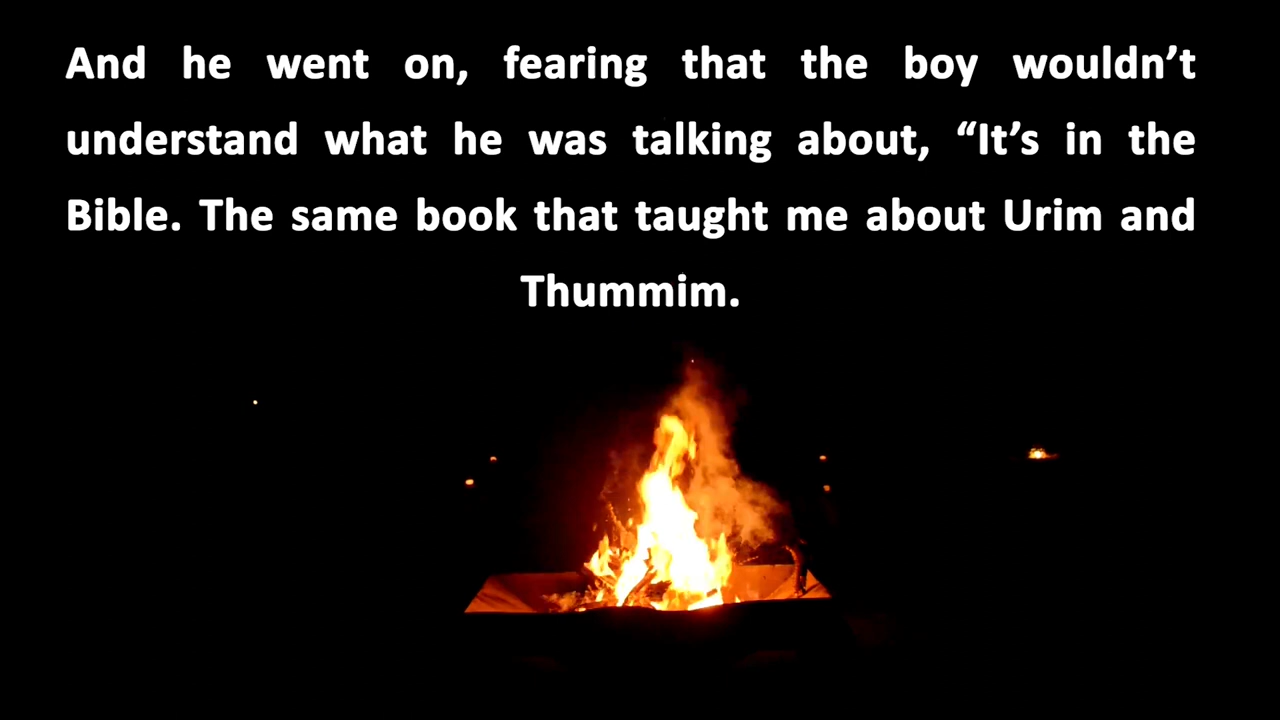 And he went on, fearing that the boy wouldn’t
understand what he was talking about, “It’s in the
Bible. The same book that taught me about Urim and
Thummim.